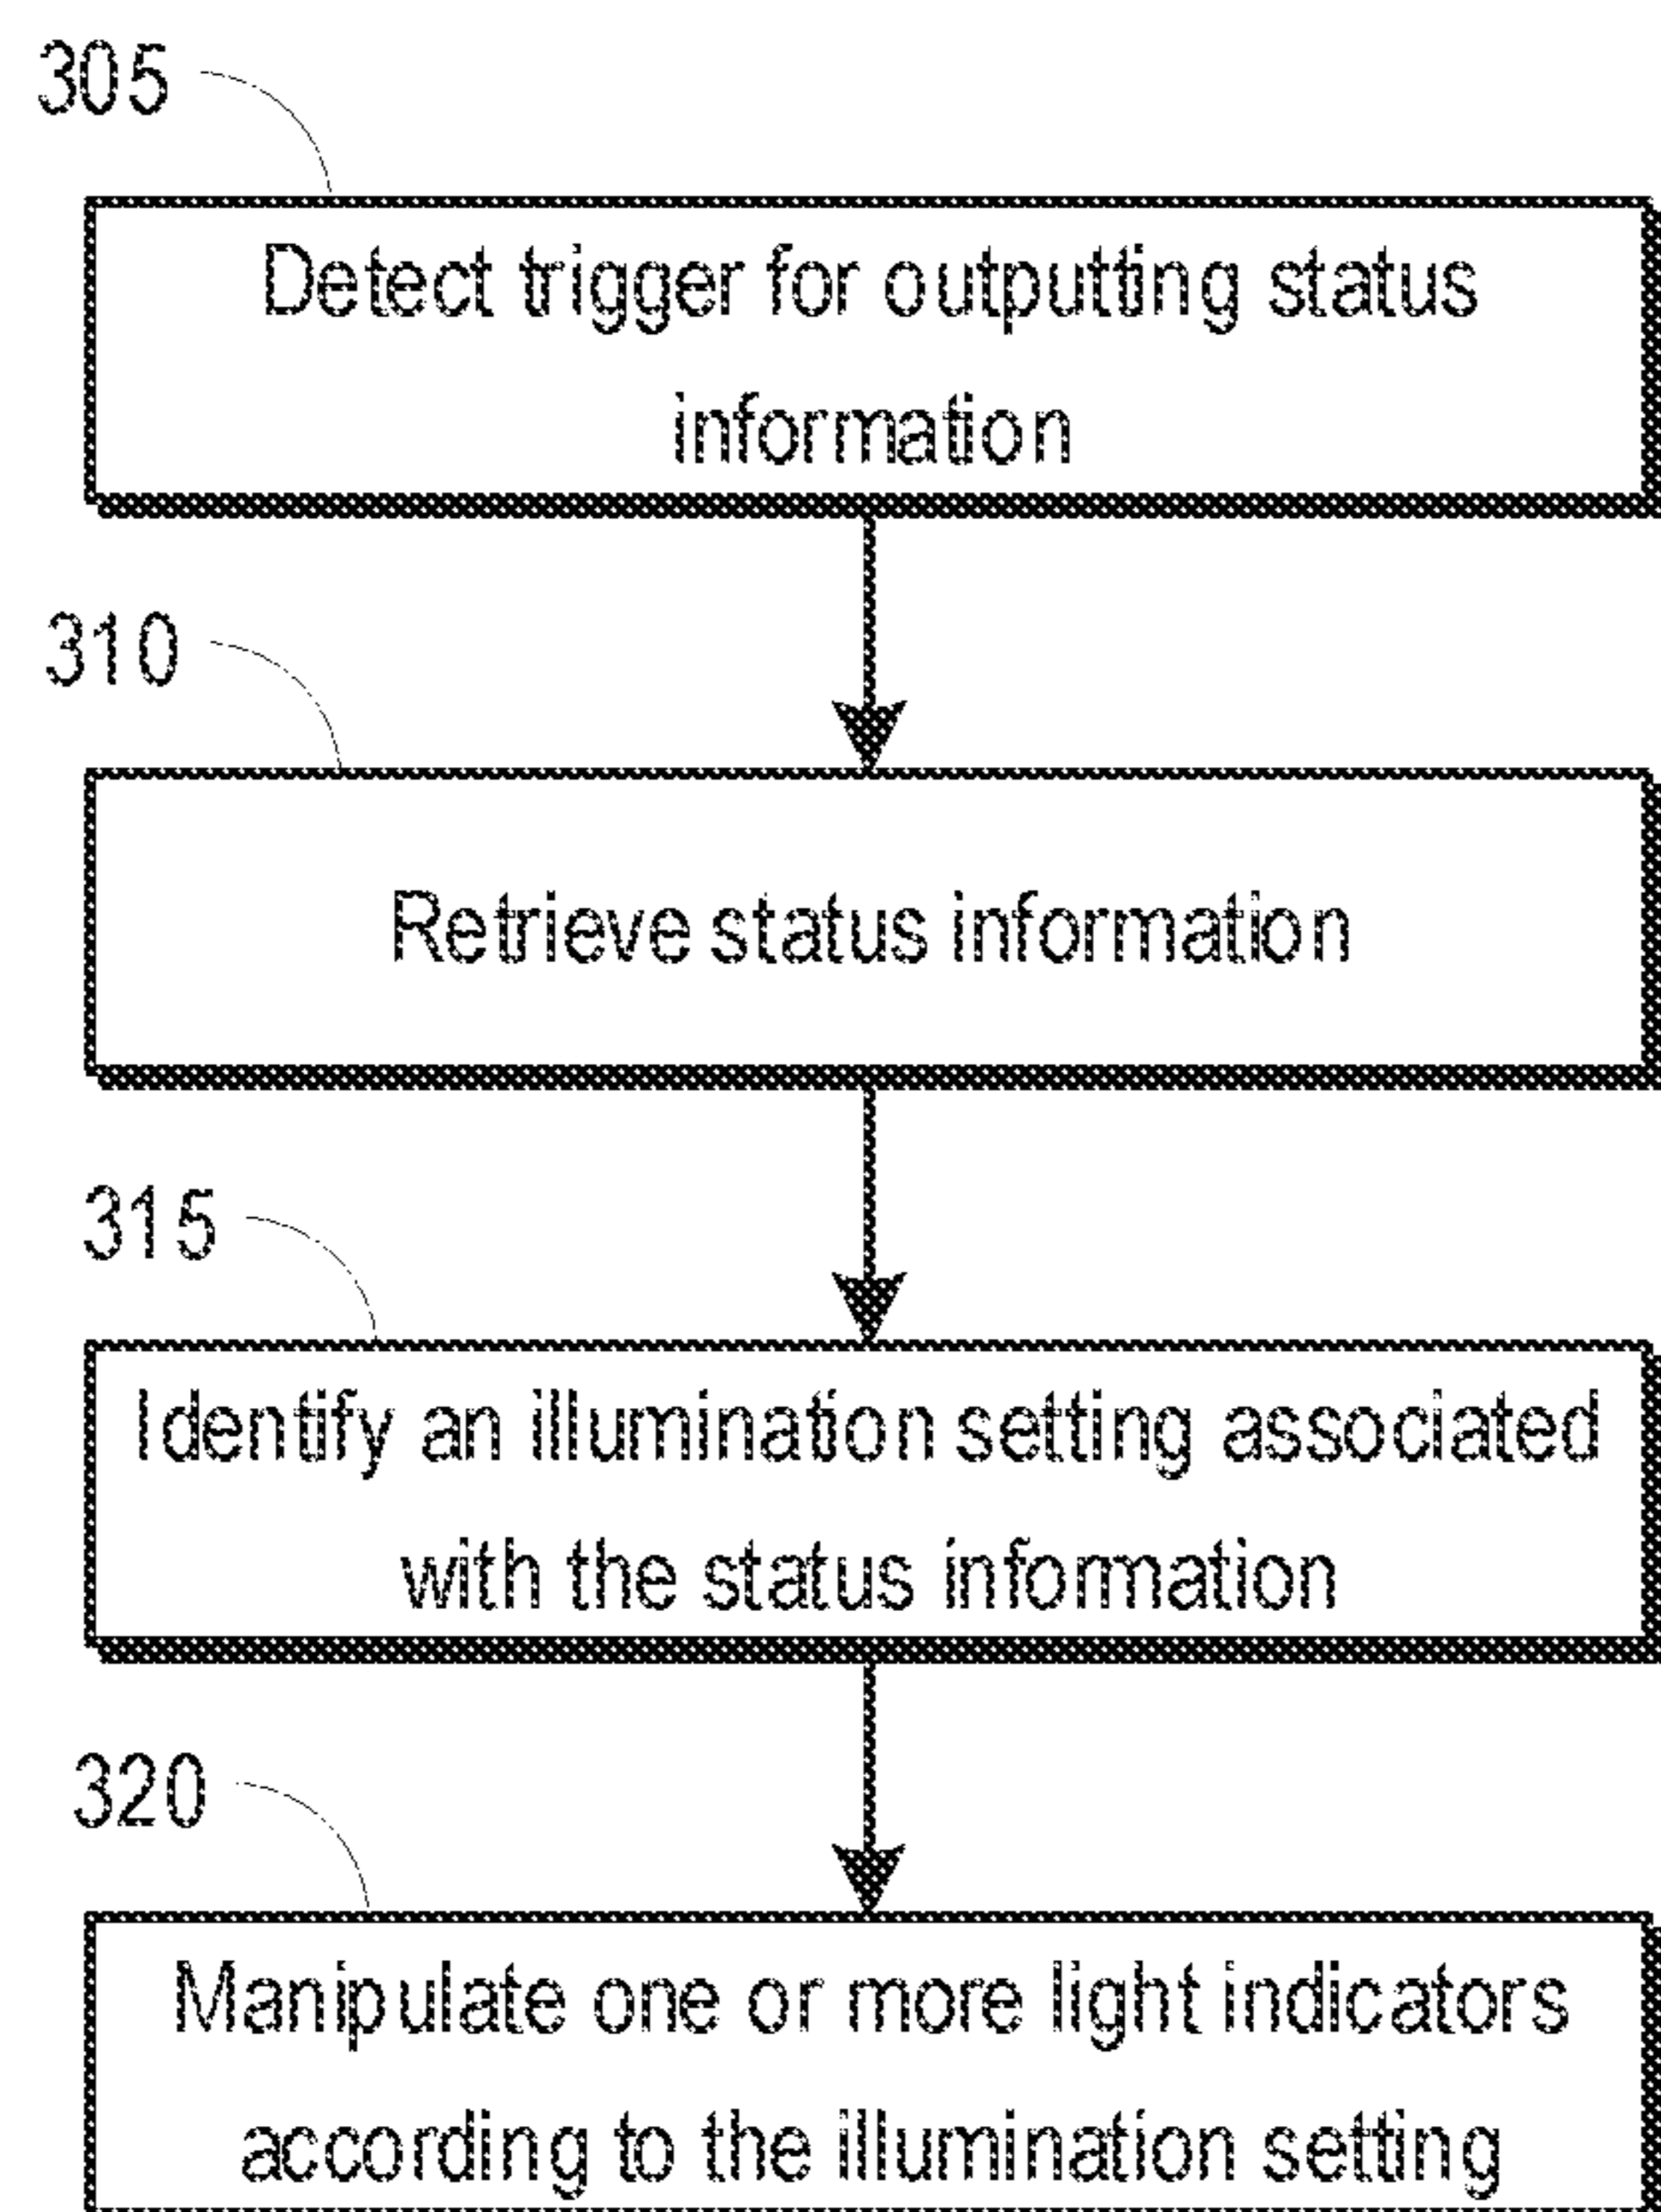 305
Detect trigger for outputting status
information
310
Retrieve status information
315
Identify an illumination setting associated
with the status information
320
Manipulate one or more light indicators
according to the illumination setting